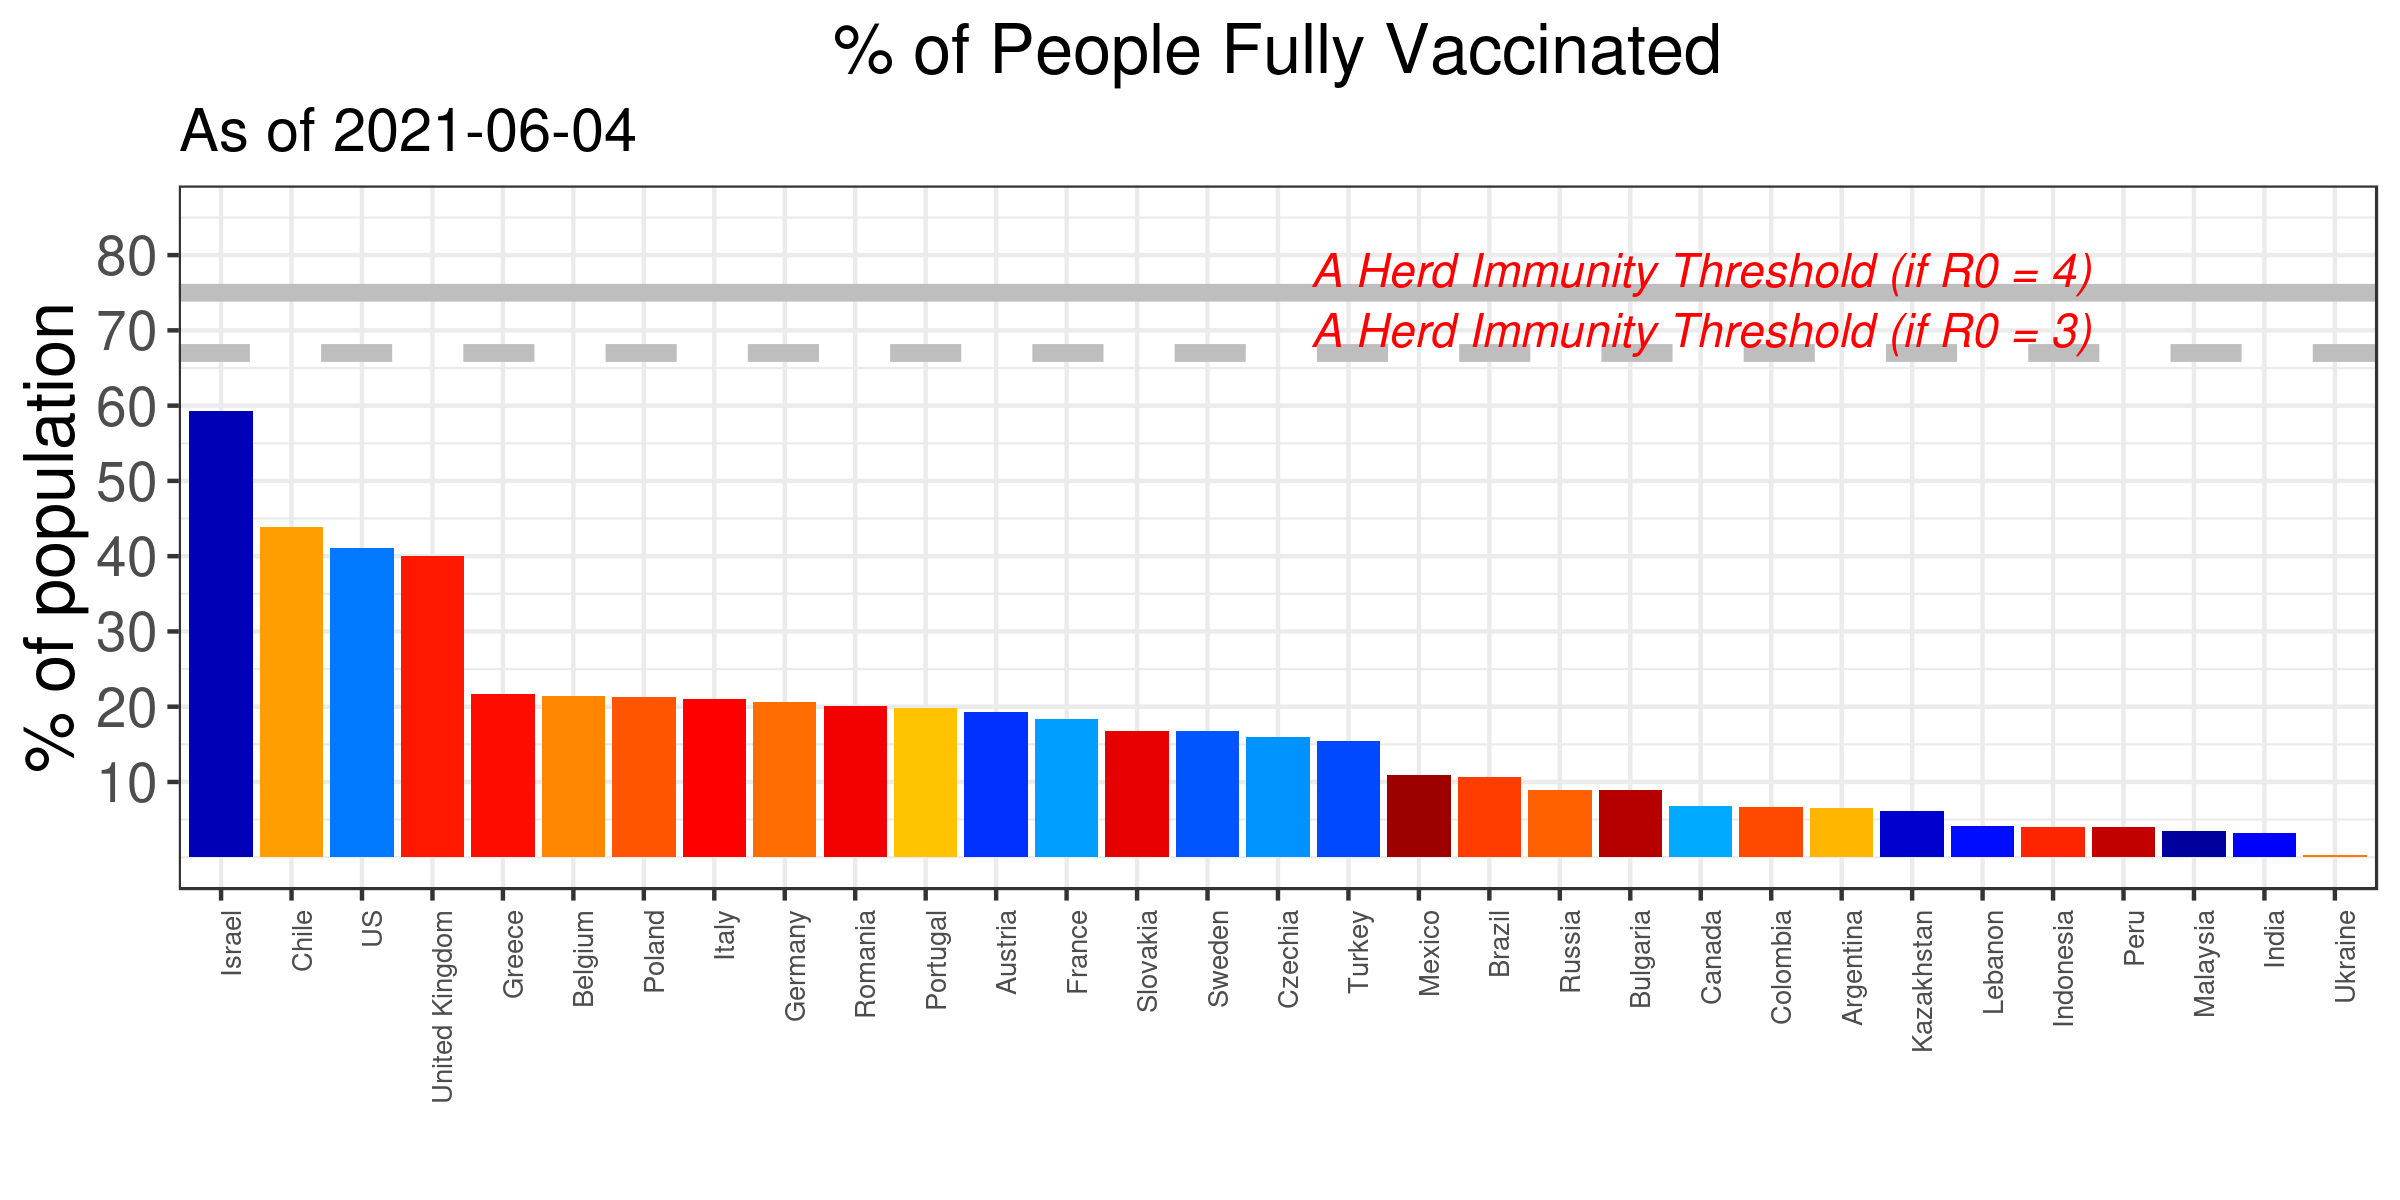 % of People Fully Vaccinated
As of 2021-06-04
% of population
80
70
60
50
40
30
20
10
A Herd Immunity Threshold (if R0 = 4)
A Herd Immunity Threshold (if R0 = 3)
Israel
Chile
US
United Kingdom
Greece
Belgium
Poland
Italy
Germany
Romania
Portugal
Austria
France
Slovakia
Sweden
Czechia
Turkey
Mexico
Brazil
Russia
Bulgaria
Canada
Colombia
Argentina
Kazakhstan
Lebanon
Indonesia
Peru
Malaysia
India
Ukraine